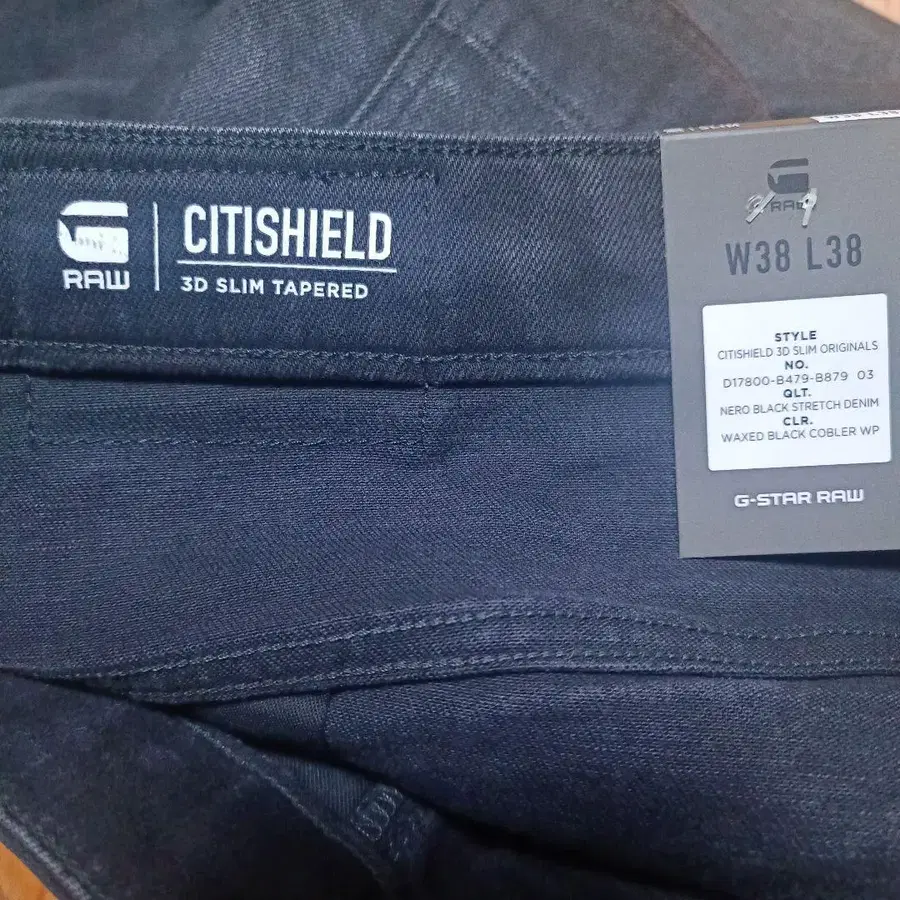 RAW
CITISHIELD
3D SLIM TAPERED
W38 L38
STYLE
CITISHIELD 3D SLIM ORIGINALS
NO.
D17800-B479-B879 03
QLT.
NERO BLACK STRETCH DENIM
CLR.
WAXED BLACK COBLER WP
G-STAR RAW